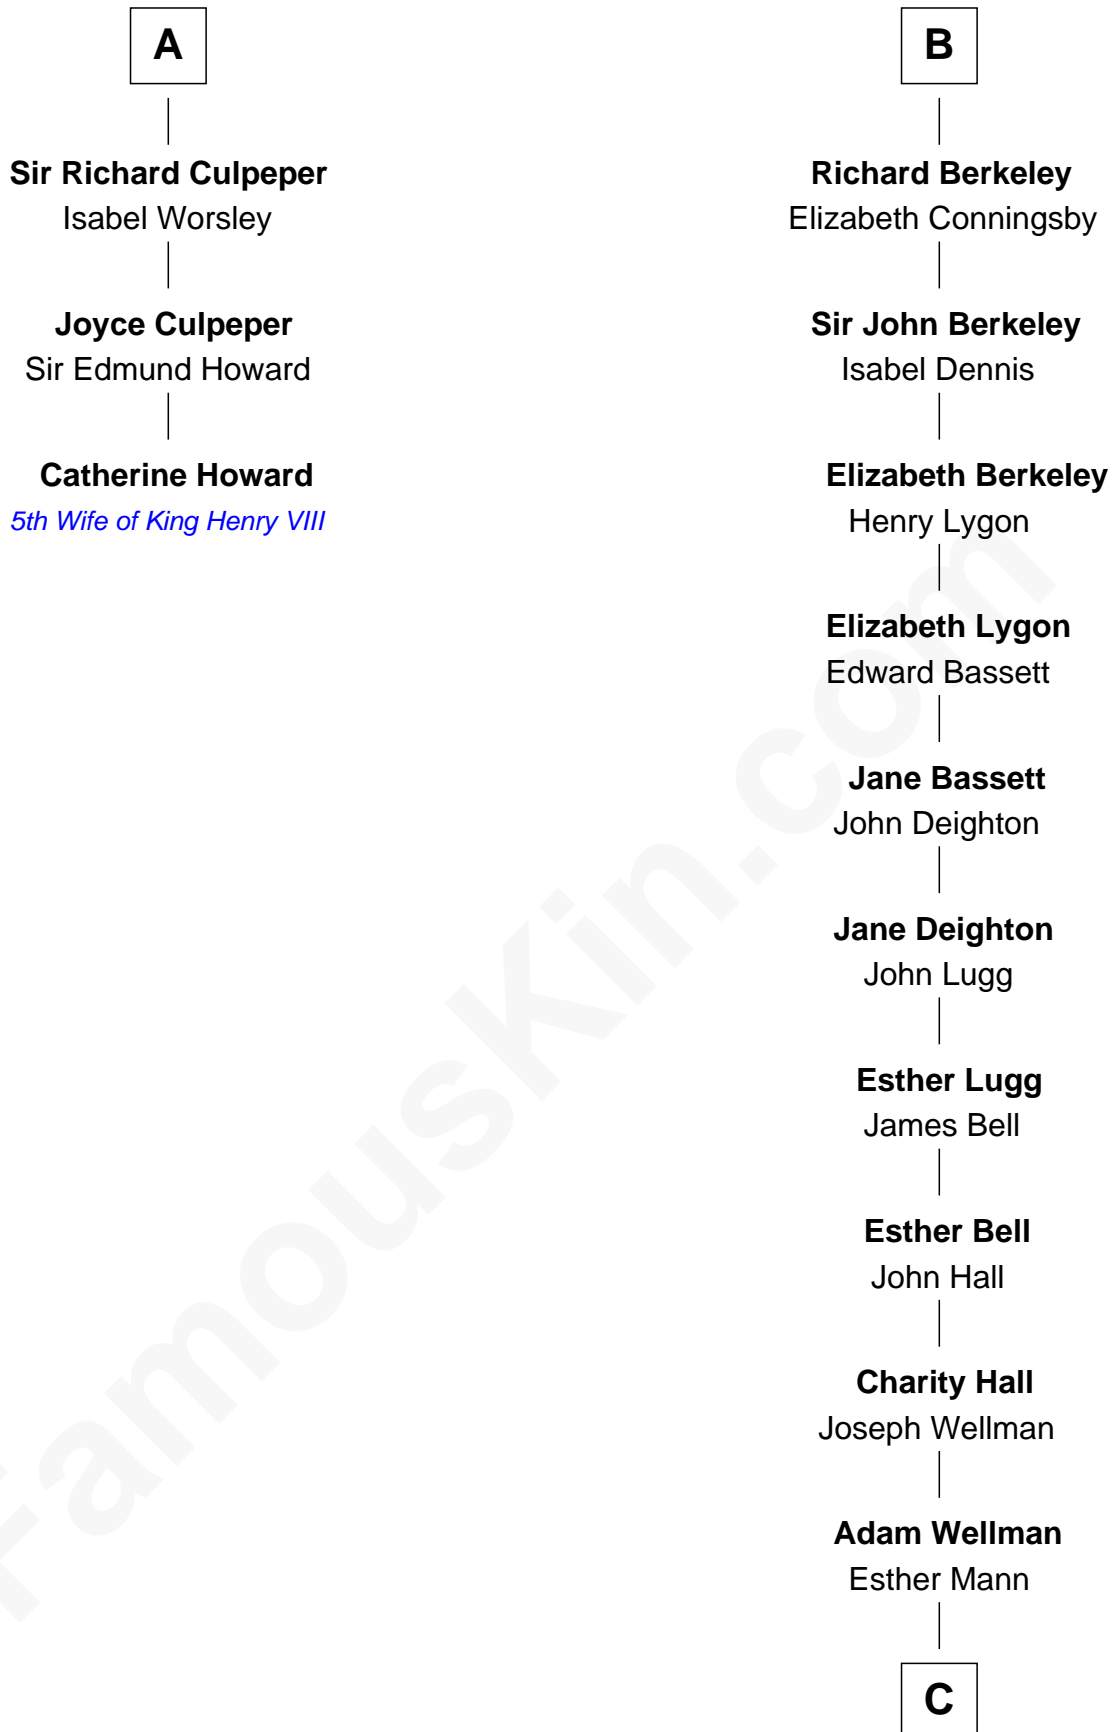 A
Sir Richard Culpeper
Isabel Worsley
Joyce Culpeper
Sir Edmund Howard
Catherine Howard
5th Wife of King Henry VIII
B
Richard Berkeley
Elizabeth Conningsby
Sir John Berkeley
Isabel Dennis
Elizabeth Berkeley
Henry Lygon
Elizabeth Lygon
Edward Bassett
Jane Bassett
John Deighton
Jane Deighton
John Lugg
Esther Lugg
James Bell
Esther Bell
John Hall
Charity Hall
Joseph Wellman
Adam Wellman
Esther Mann
C
FamousKin.com